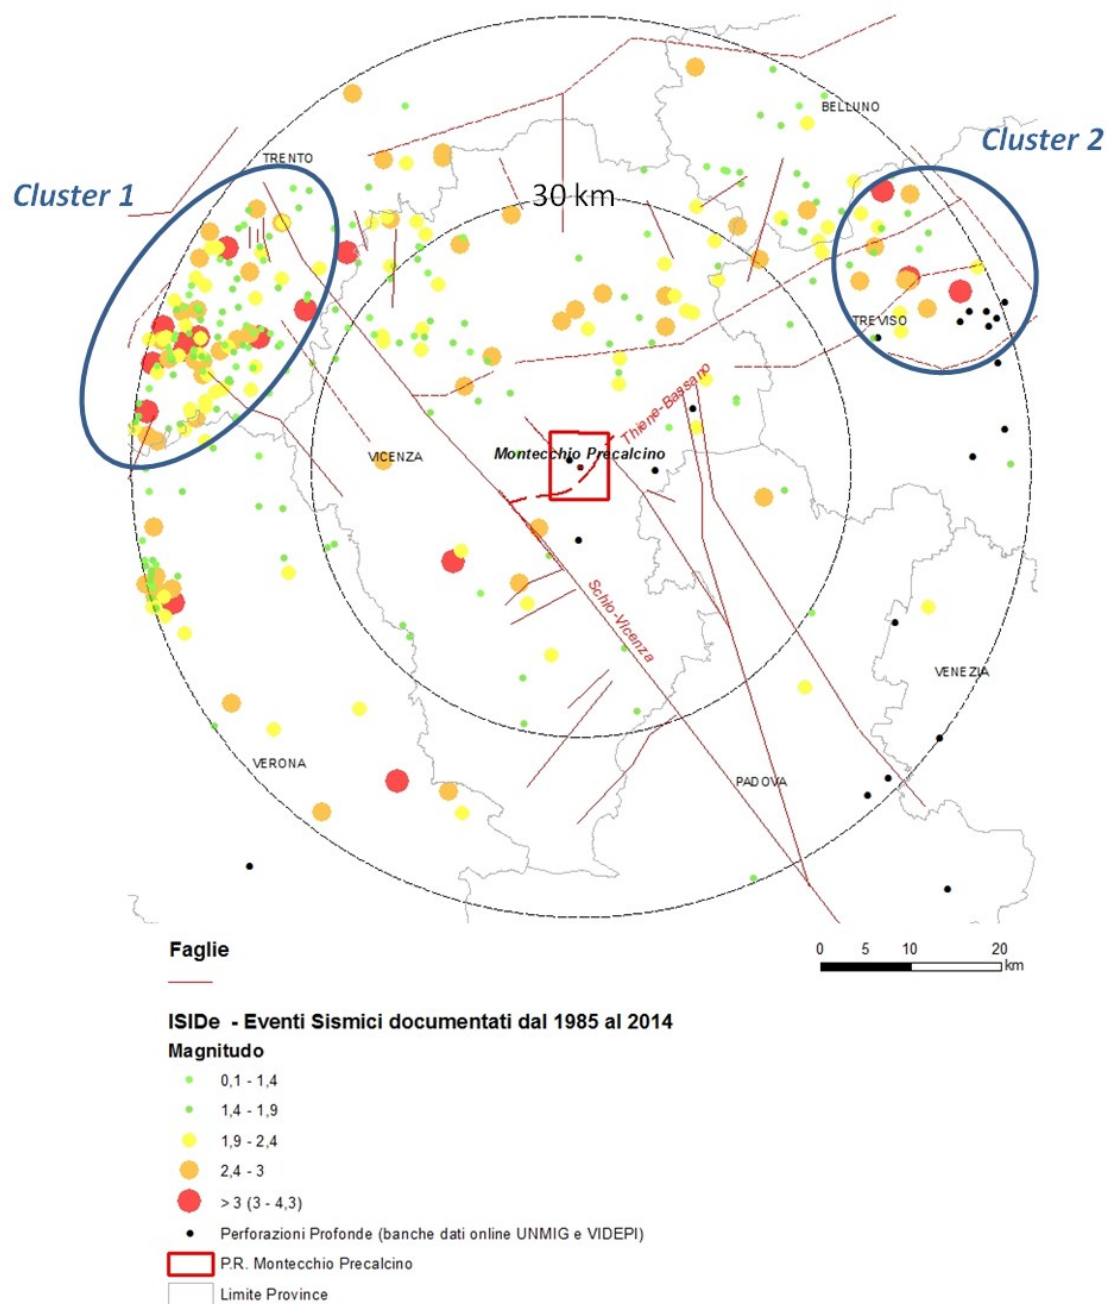 BELLUNO
Cluster 2
TRENTO
Cluster 1
30 km
TREVISO
Thiene-Bassano
Montecchio Precalcino
VICENZA
Schio-Vicenza
VENEZIA
VERONA
PADOVA
Faglie
0 5 10 20
km
ISIDe - Eventi Sismici documentati dal 1985 al 2014
Magnitudo
0,1 - 1,4
1,4 - 1,9
1,9 - 2,4
2,4 - 3
> 3 (3 - 4,3)
Perforazioni Profonde (banche dati online UNMIG e VIDEPI)
P.R. Montecchio Precalcino
Limite Province